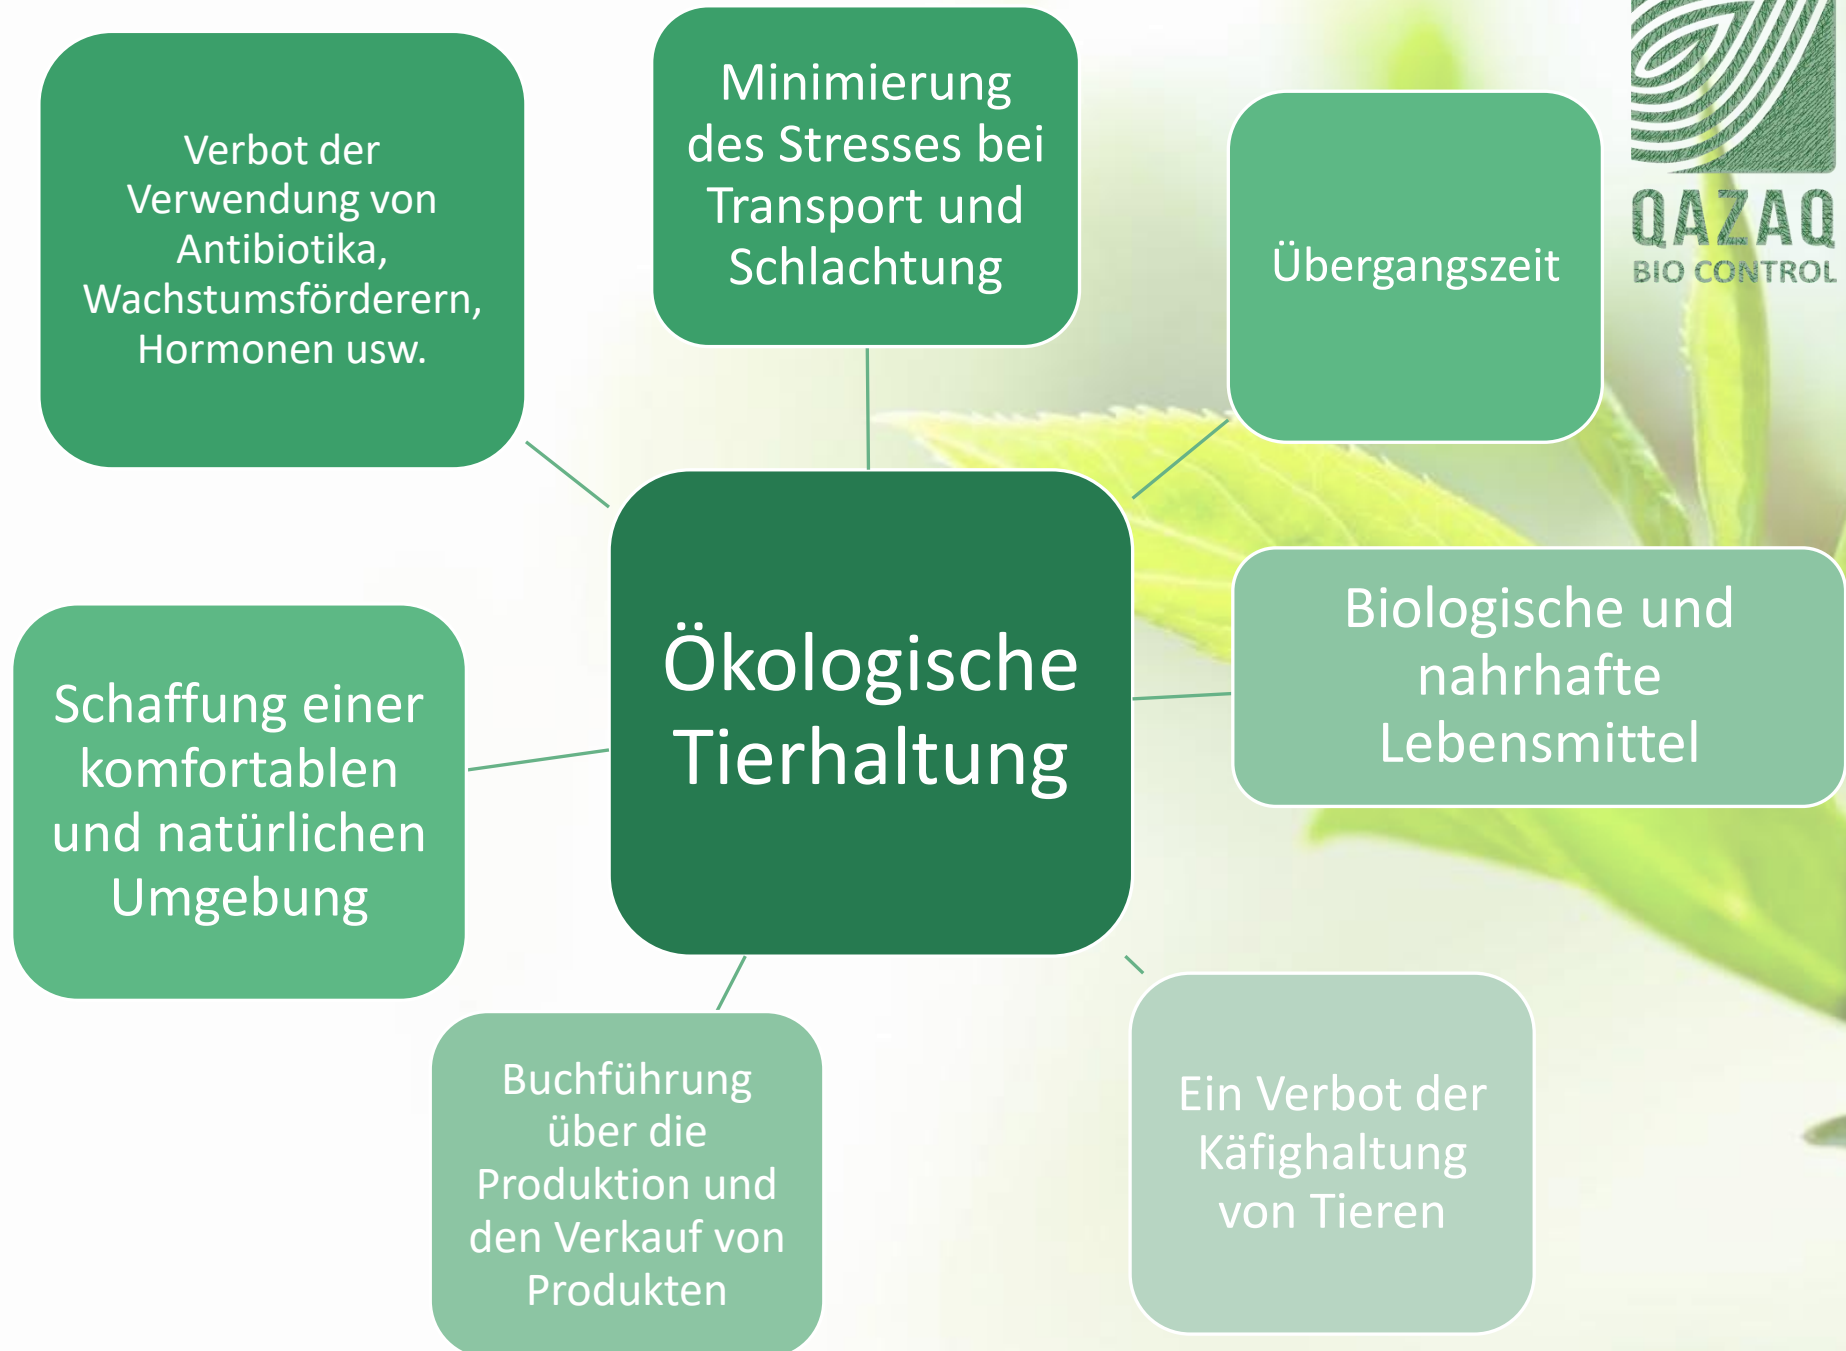 Verbot der
Verwendung von
Antibiotika,
Wachstumsförderern,
Hormonen usw.
Minimierung
des Stresses bei
Transport und
Schlachtung
Übergangszeit
QAZAQ
BIO CONTROL
Schaffung einer
komfortablen
und natürlichen
Umgebung
Ökologische
Tierhaltung
Biologische und
nahrhafte
Lebensmittel
Buchführung
über die
Produktion und
den Verkauf von
Produkten
Ein Verbot der
Käfighaltung
von Tieren